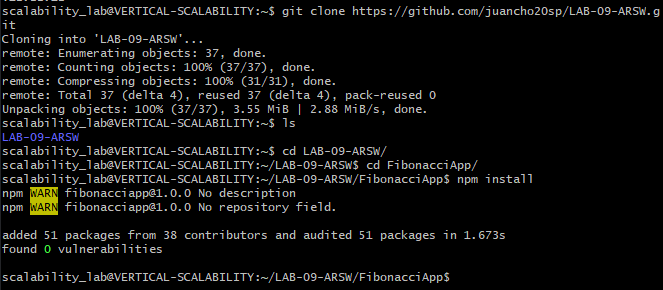 scalability_lab@VERTICAL-SCALABILITY:~$ git clone https://github.com/juancho20sp/LAB-09-ARSW.g
it
Cloning into 'LAB-09-ARSW'...
remote: Enumerating objects: 37, done.
remote: Counting objects: 100% (37/37), done.
remote: Compressing objects: 100% (31/31), done.
remote: Total 37 (delta 4), reused 37 (delta 4), pack-reused 0
Unpacking objects: 100% (37/37), 3.55 MiB | 2.88 MiB/s, done.
scalability_lab@VERTICAL-SCALABILITY:~$ ls
LAB-09-ARSW
scalability_lab@VERTICAL-SCALABILITY:~$ cd LAB-09-ARSW/
scalability_lab@VERTICAL-SCALABILITY:~/LAB-09-ARSW$ cd FibonacciApp/
scalability_lab@VERTICAL-SCALABILITY:~/LAB-09-ARSW/FibonacciApp$ npm install
npm WARN fibonacciapp@1.0.0 No description
npm WARN fibonacciapp@1.0.0 No repository field.
added 51 packages from 38 contributors and audited 51 packages in 1.673s
found 0 vulnerabilities
scalability_lab@VERTICAL-SCALABILITY:~/LAB-09-ARSW/FibonacciApp$